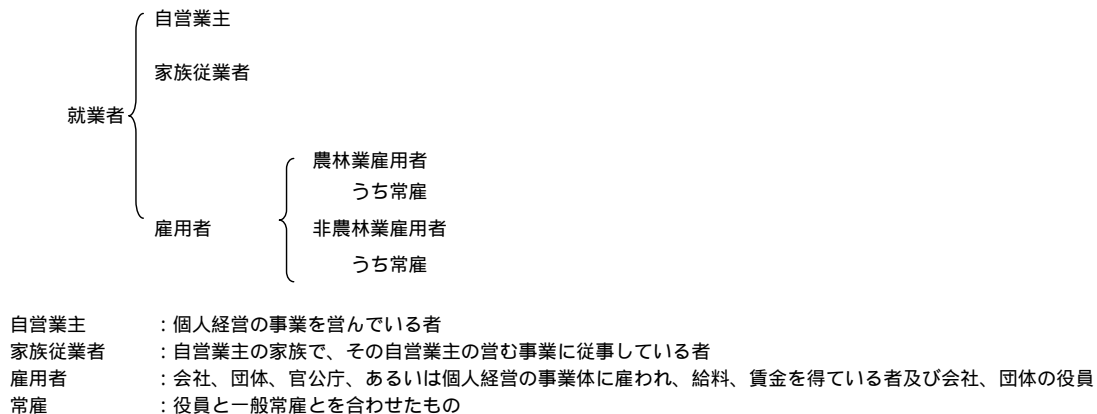 自営業主
家族従業者
就業者
農林業雇用者
うち常雇
雇用者
非農林業雇用者
うち常雇
自営業主 ：個人経営の事業を営んでいる者
家族従業者 ：自営業主の家族で、その自営業主の営む事業に従事している者
雇用者 ：会社、団体、官公庁、あるいは個人経営の事業体に雇われ、給料、賃金を得ている者及び会社、団体の役員
常雇 ：役員と一般常雇とを合わせたもの